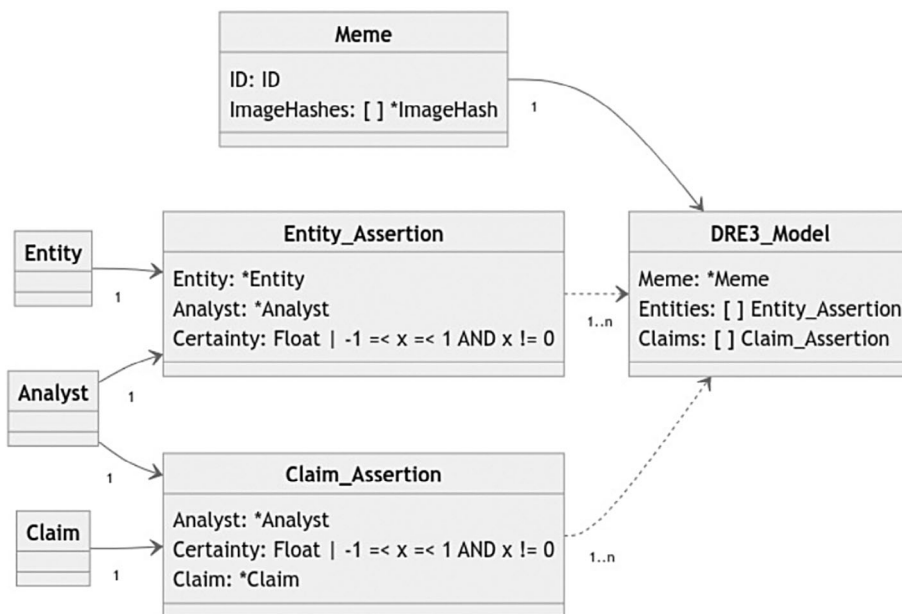 Meme
ID: ID
ImageHashes: [ ] *ImageHash
1
Entity_Assertion
Entity: *Entity
Analyst: *Analyst
Certainty: Float | -1 =< x =< 1 AND x != 0
DRE3_Model
Meme: *Meme
Entities: [ ] Entity_Assertion
Claims: [ ] Claim_Assertion
Entity
1
1..n
Analyst
1
1
Claim_Assertion
Analyst: *Analyst
Certainty: Float | -1 =< x =< 1 AND x != 0
Claim: *Claim
Claim
1
1..n